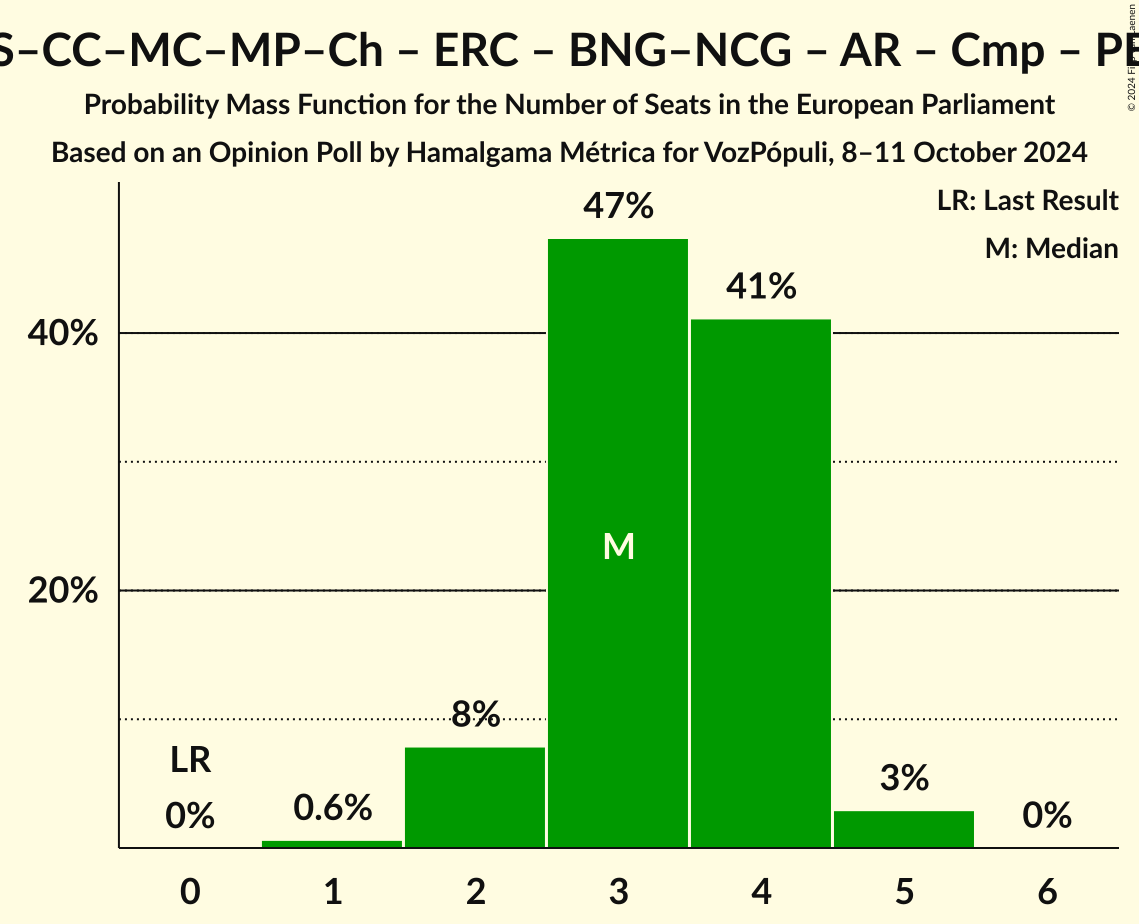 S–CC–MC–MP–Ch – ERC – BNG–NCG – AR – Cmp –
Probability Mass Function for the Number of Seats in the European Parliament
Based on an Opinion Poll by Hamalgama Métrica for VozPópuli, 8–11 October 2024
© 2024
LR: Last Result
M: Median
47%
41%
40%
M
20%
8%
LR
3%
0.6%
0%
0%
0 1 2 3 4 5 6